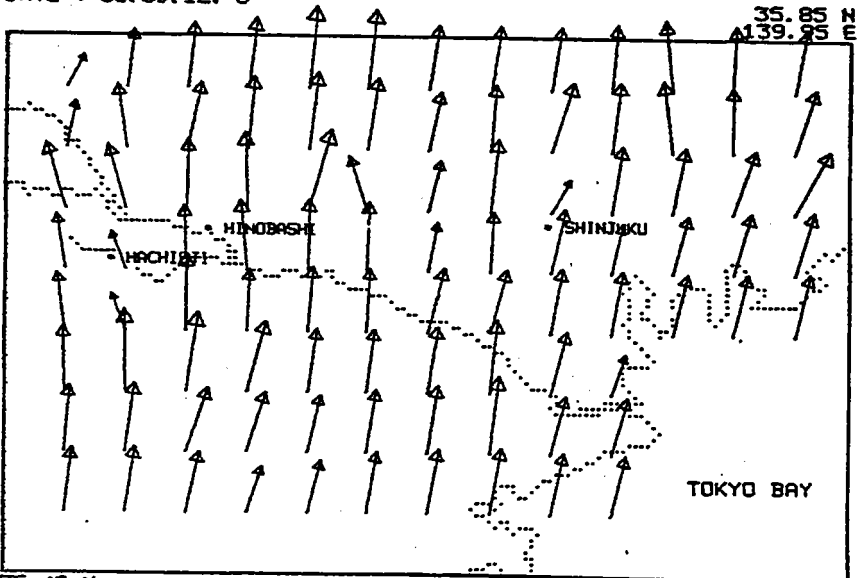 35.85 N
139.95 E
HINOBASHI
SHINJUKU
HACHIOJI
TOKYO BAY